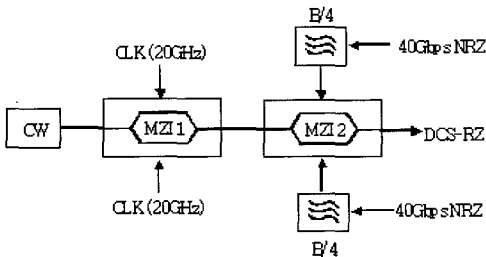 B/4
40Gbps NRZ
CLK(20GHz)
CW
MZI 1
MZI 2
DCS-RZ
CLK(20GHz)
40Gbps NRZ
B/4